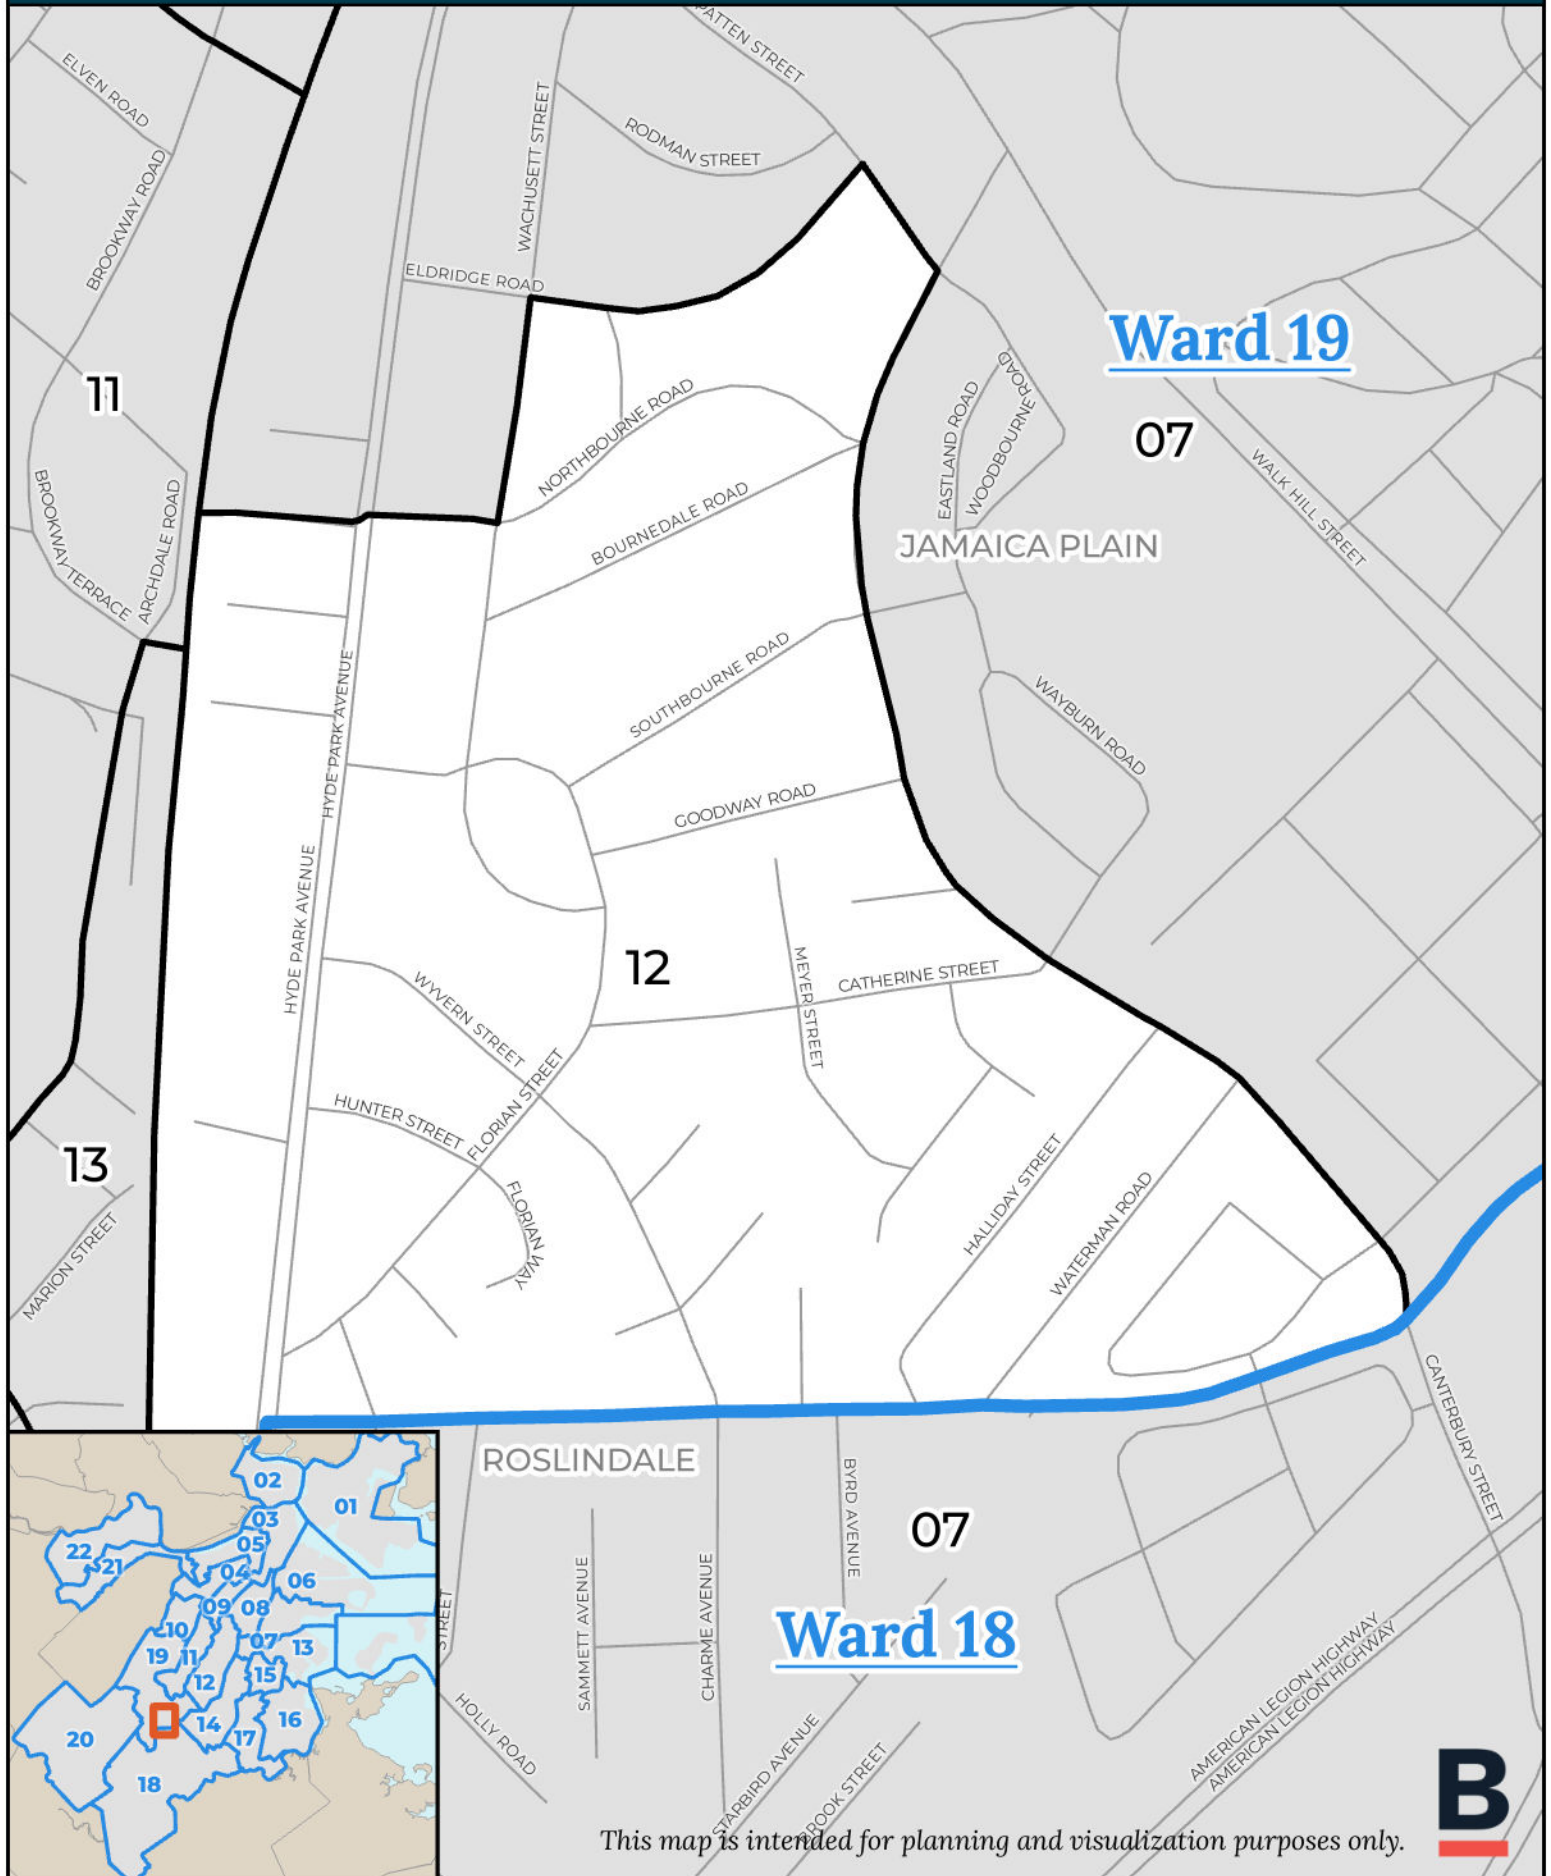 PATTEN STREET
ELVEN ROAD
RODMAN STREET
WACHUSETT STREET
BROOKWAY ROAD
ELDRIDGE ROAD
Ward 19
11
07
NORTHBOURNE ROAD
EASTLAND ROAD
WOODBOURNE ROAD
WALK HILL STREET
BROOKWAY TERRACE
ARCHDALE ROAD
BOURNEDALE ROAD
JAMAICA PLAIN
SOUTHBOURNE ROAD
HYDE PARK AVENUE
WAYBURN ROAD
GOODWAY ROAD
HYDE PARK AVENUE
12
MEYER STREET
CATHERINE STREET
WYVERN STREET
FLORIAN STREET
HUNTER STREET
13
FLORIAN WAY
HALLIDAY STREET
WATERMAN ROAD
MARION STREET
CANTERBURY STREET
ROSLINDALE
BYRD AVENUE
07
SAMMETT AVENUE
CHARME AVENUE
STREET
Ward 18
AMERICAN LEGION HIGHWAY
AMERICAN LEGION HIGHWAY
HOLLY ROAD
STARBIRD AVENUE
BROOK STREET
02
01
03
05
22
21
04
06
09
08
10
07
13
19
11
12
15
14
16
17
20
18
This map is intended for planning and visualization purposes only.
B